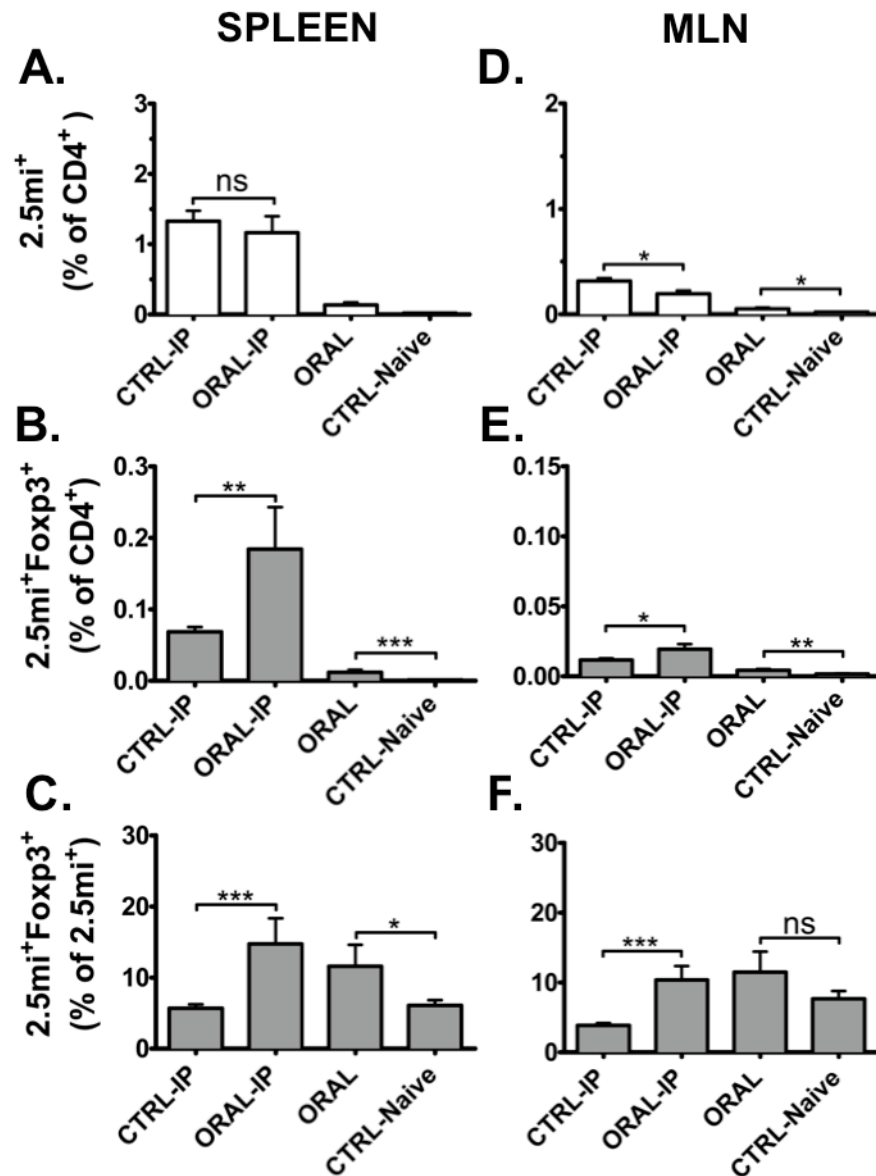 SPLEEN
MLN
A.
2.5mi⁺
(% of CD4⁺)
3
2
1
0
ns
CTRL-IP
ORAL-IP
ORAL
CTRL-Naive
D.
2
1
0
*
*
CTRL-IP
ORAL-IP
ORAL
CTRL-Naive
B.
2.5mi⁺Foxp3⁺
(% of CD4⁺)
0.3
0.2
0.1
0.0
**
***
CTRL-IP
ORAL-IP
ORAL
CTRL-Naive
E.
0.15
0.10
0.05
0.00
*
**
CTRL-IP
ORAL-IP
ORAL
CTRL-Naive
C.
2.5mi⁺Foxp3⁺
(% of 2.5mi⁺)
30
20
10
0
***
*
CTRL-IP
ORAL-IP
ORAL
CTRL-Naive
F.
30
20
10
0
***
ns
CTRL-IP
ORAL-IP
ORAL
CTRL-Naive